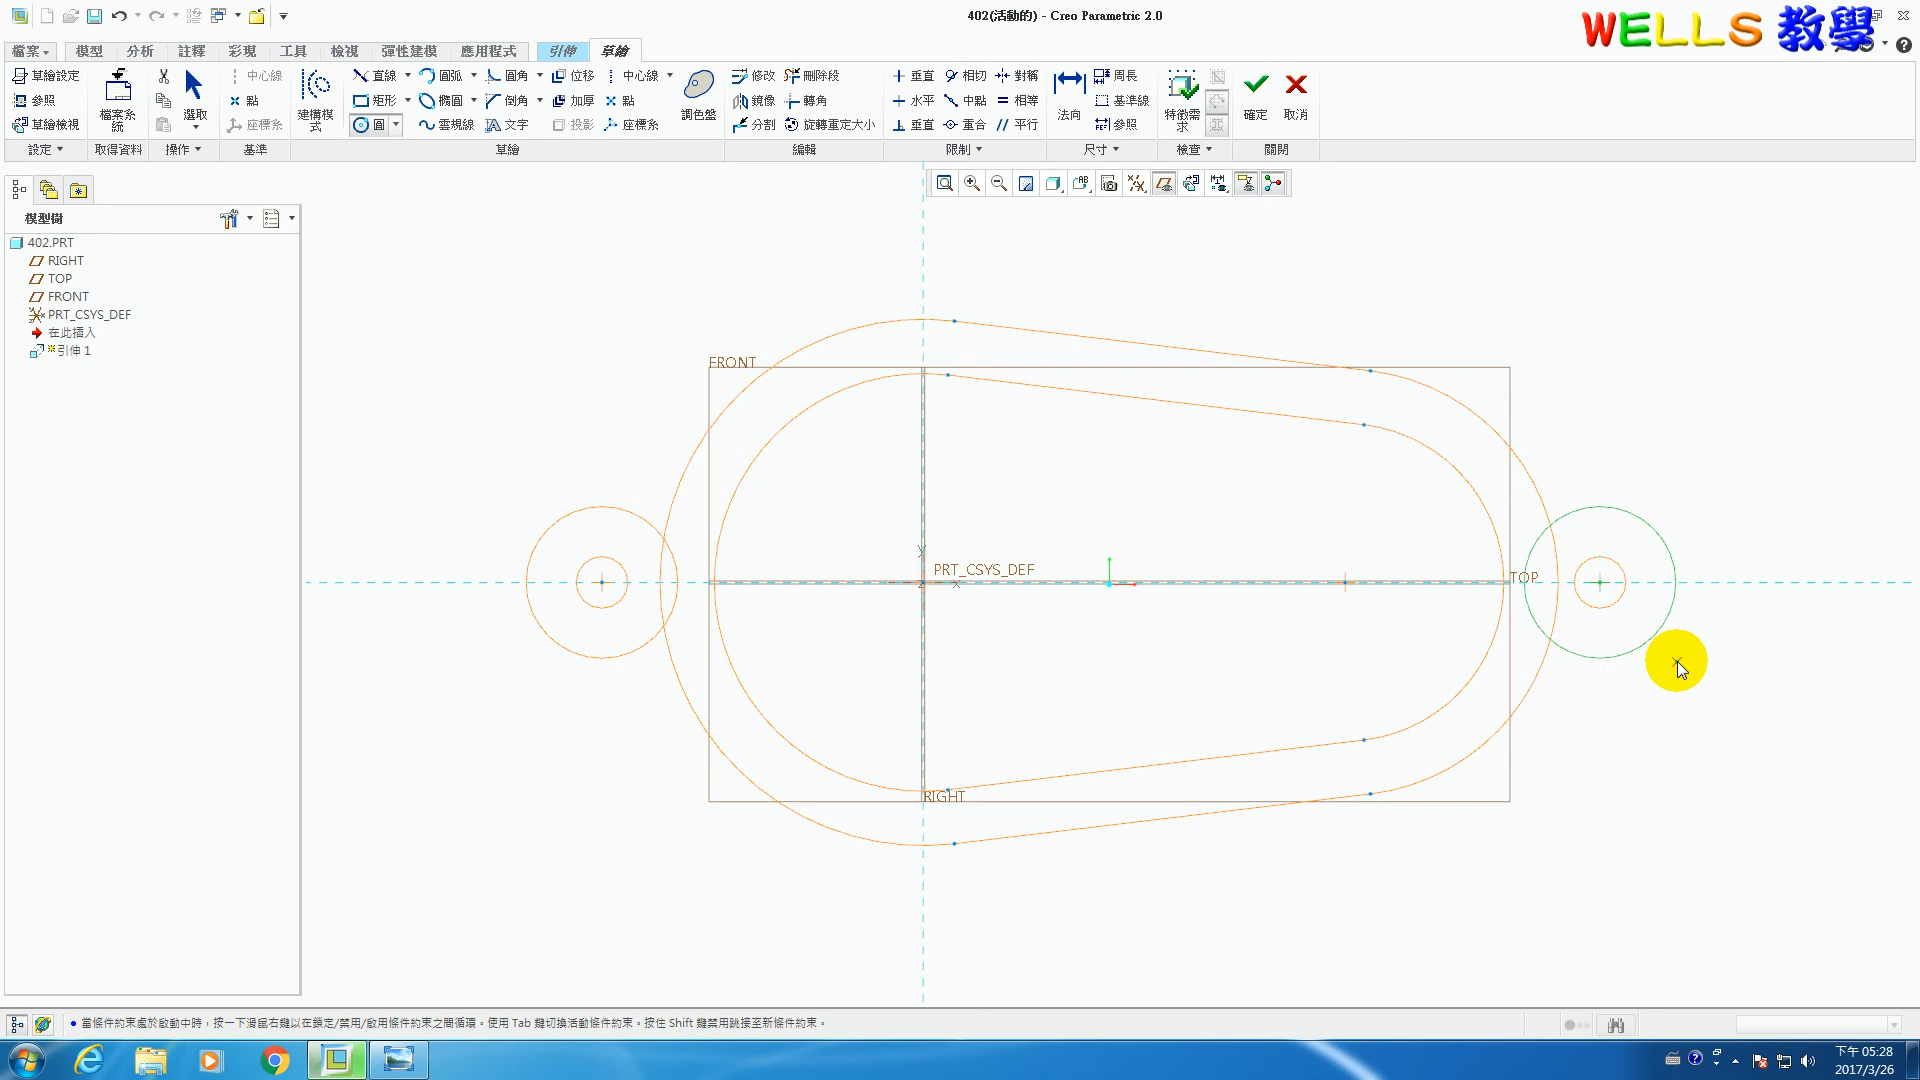 402(活動的) - Creo Parametric 2.0
WELLS 教學
檔案 模型 分析 註釋 彩現 工具 檢視 彈性建模 應用程式 引伸 草繪
草繪設定 中心線 直線 圓弧 圓角 位移 中心線 修改 刪除段 垂直 相切 對稱 周長
參照 點 矩形 橢圓 倒角 加厚 點 鏡像 轉角 水平 中點 相等 基準線
草繪檢視 座標系 圓 雲規線 文字 投影 座標系 分割 旋轉重定大小 垂直 重合 平行 參照
檔案系統 選取 建構模式 調色盤 法向 特徵需求 確定 取消
設定 取得資料 操作 基準 草繪 編輯 限制 尺寸 檢查 關閉
模型樹
402.PRT
RIGHT
TOP
FRONT
PRT_CSYS_DEF
在此插入
引伸 1
FRONT
y
PRT_CSYS_DEF
x
TOP
RIGHT
當條件約束處於啟動中時，按一下滑鼠右鍵以在鎖定/禁用/啟用條件約束之間循環。使用 Tab 鍵切換活動條件約束。按住 Shift 鍵禁用跳接至新條件約束。
下午 05:28
2017/3/26